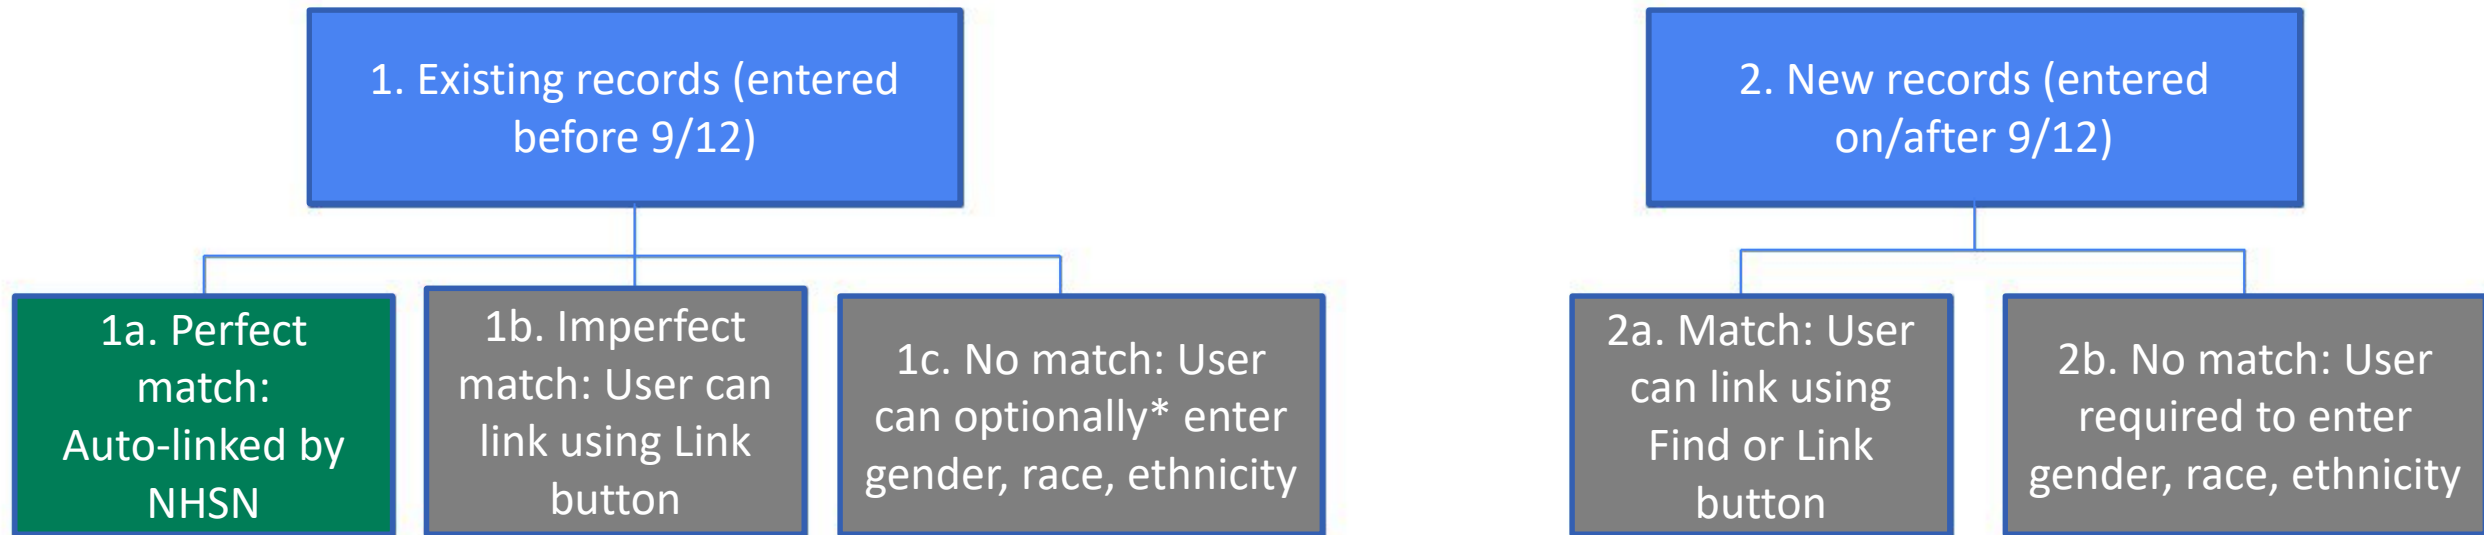 1. Existing records (entered
before 9/12)
2. New records (entered
on/after 9/12)
1a. Perfect
match:
Auto-linked by
NHSN
1b. Imperfect
match: User can
link using Link
button
1c. No match: User
can optionally* enter
gender, race, ethnicity
2a. Match: User
can link using
Find or Link
button
2b. No match: User
required to enter
gender, race, ethnicity